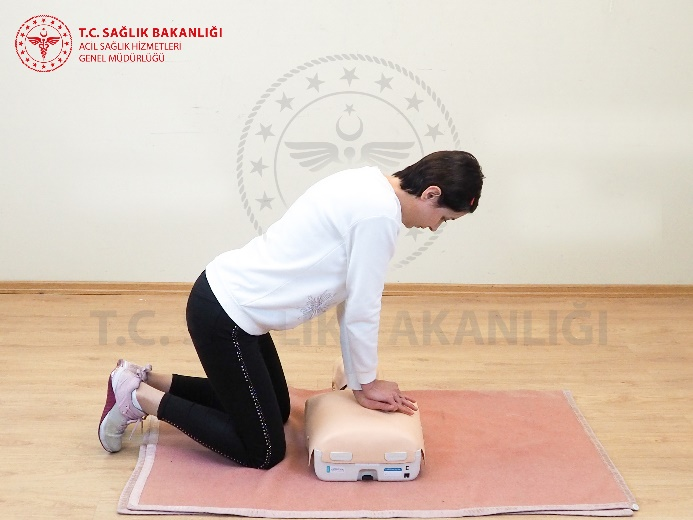 T.C. SAĞLIK BAKANLIĞI
ACİL SAĞLIK HİZMETLERİ
GENEL MÜDÜRLÜĞÜ
T.C. SAĞLIK BAKANLIĞI